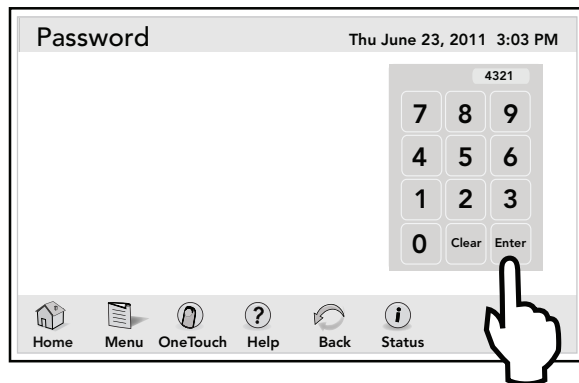 Password Thu June 23, 2011 3:03 PM
4321
7 8 9
4 5 6
1 2 3
0 Clear Enter
? i
Home Menu OneTouch Help Back Status